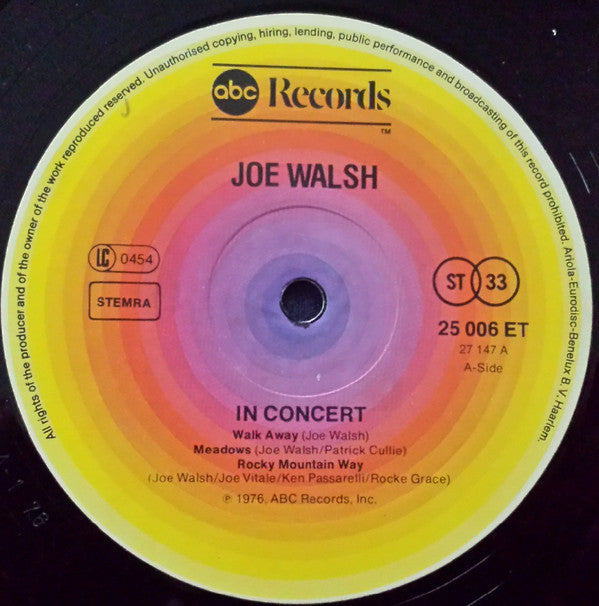 All rights of the producer and of the owner of the work reproduced reserved. Unauthorised copying, hiring, lending, public performance and broadcasting of this record prohibited. Ariola-Eurodisc-Benelux B.V. Haarlem.
abc Records
TM
JOE WALSH
LC 0454
STEMRA
ST 33
25 006 ET
27 147 A
A-Side
IN CONCERT
Walk Away (Joe Walsh)
Meadows (Joe Walsh/Patrick Cullie)
Rocky Mountain Way
(Joe Walsh/Joe Vitale/Ken Passarelli/Rocke Grace)
℗ 1976, ABC Records, Inc.